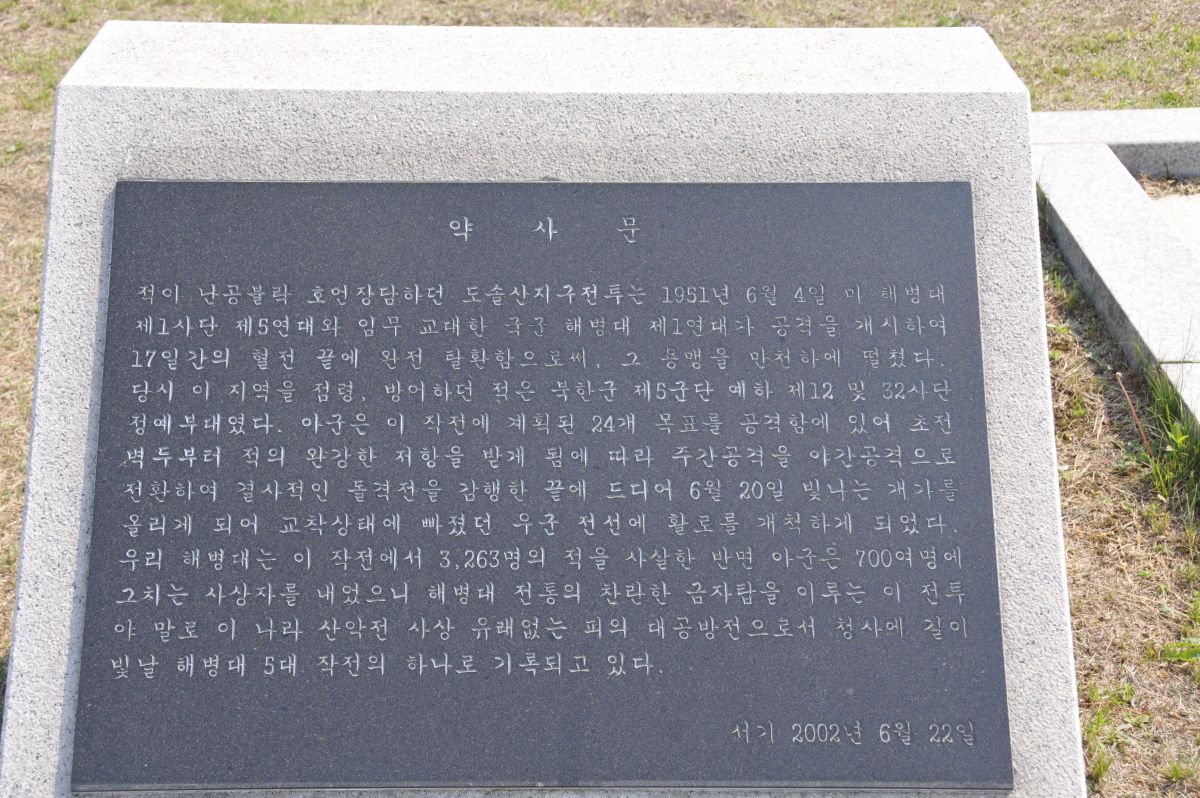 약 사 문
적이 난공불락 호언장담하던 도솔산지구전투는 1951년 6월 4일 미 해병대
제1사단 제5연대와 임무 교대한 국군 해병대 제1연대가 공격을 개시하여
17일간의 혈전 끝에 완전 탈환함으로써, 그 용맹을 만천하에 떨쳤다.
당시 이 지역을 점령, 방어하던 적은 북한군 제5군단 예하 제12 및 32사단
정예부대였다. 아군은 이 작전에 계획된 24개 목표를 공격함에 있어 초전
벽두부터 적의 완강한 저항을 받게 됨에 따라 주간공격을 야간공격으로
전환하여 결사적인 돌격전을 감행한 끝에 드디어 6월 20일 빛나는 개가를
올리게 되어 교착상태에 빠졌던 우군 전선에 활로를 개척하게 되었다.
우리 해병대는 이 작전에서 3,263명의 적을 사살한 반면 아군은 700여명에
그치는 사상자를 내었으니 해병대 전통의 찬란한 금자탑을 이루는 이 전투
야 말로 이 나라 산악전 사상 유래없는 피의 대공방전으로서 청사에 길이
빛날 해병대 5대 작전의 하나로 기록되고 있다.
서기 2002년 6월 22일